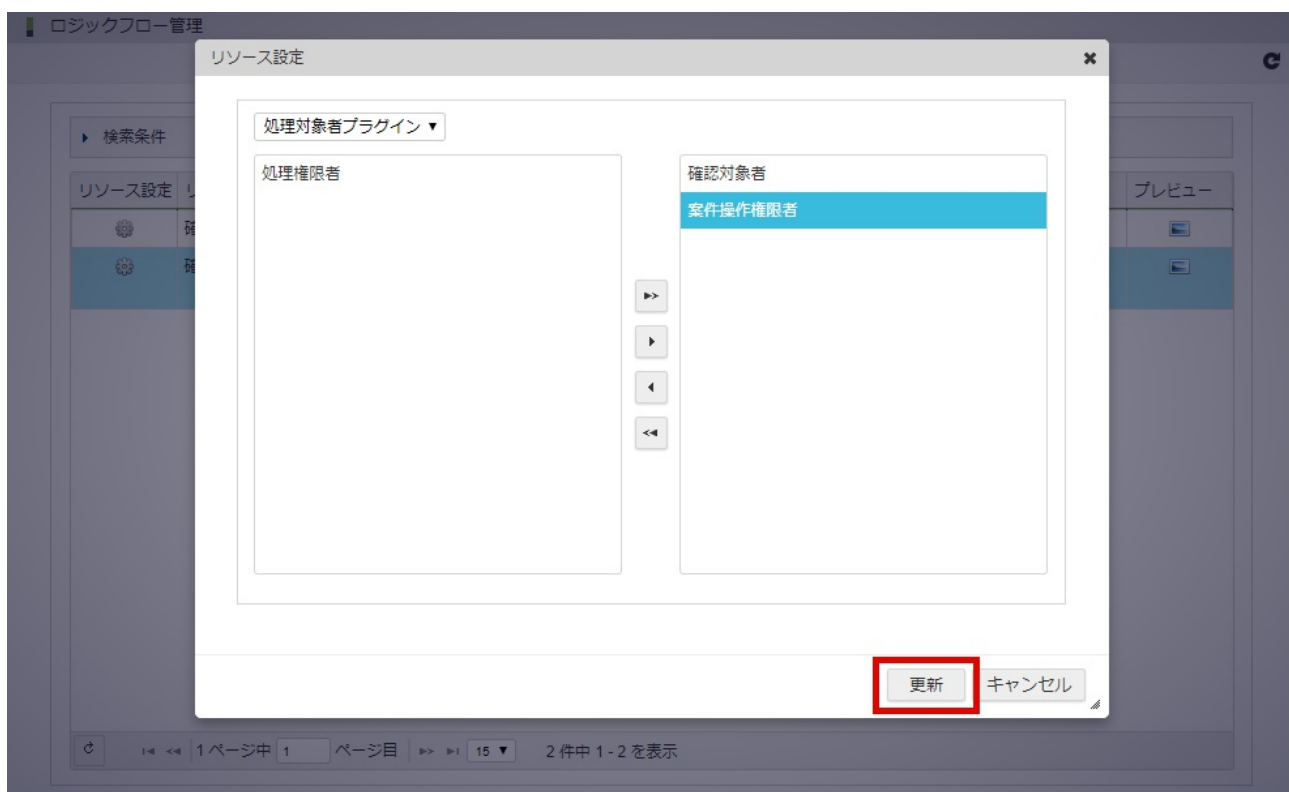 ロジックフロー管理
リソース設定
処理対象者プラグイン
検索条件
処理権限者
確認対象者
案件操作権限者
リソース設定
プレビュー
更新
キャンセル
1 ページ中 1 ページ目 15
2 件中 1 - 2 を表示